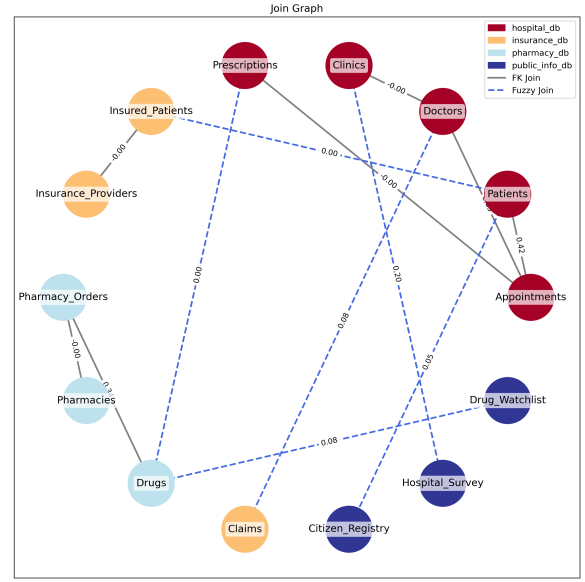 Join Graph
hospital_db
insurance_db
pharmacy_db
public_info_db
FK Join
Fuzzy Join
Prescriptions
Clinics
-0.00
Insured_Patients
Doctors
-0.00
0.00
-0.00
Insurance_Providers
Patients
0.42
0.00
0.20
Pharmacy_Orders
Appointments
0.08
-0.00
0.05
Pharmacies
Drug_Watchlist
0.08
Drugs
Hospital_Survey
Claims
Citizen_Registry